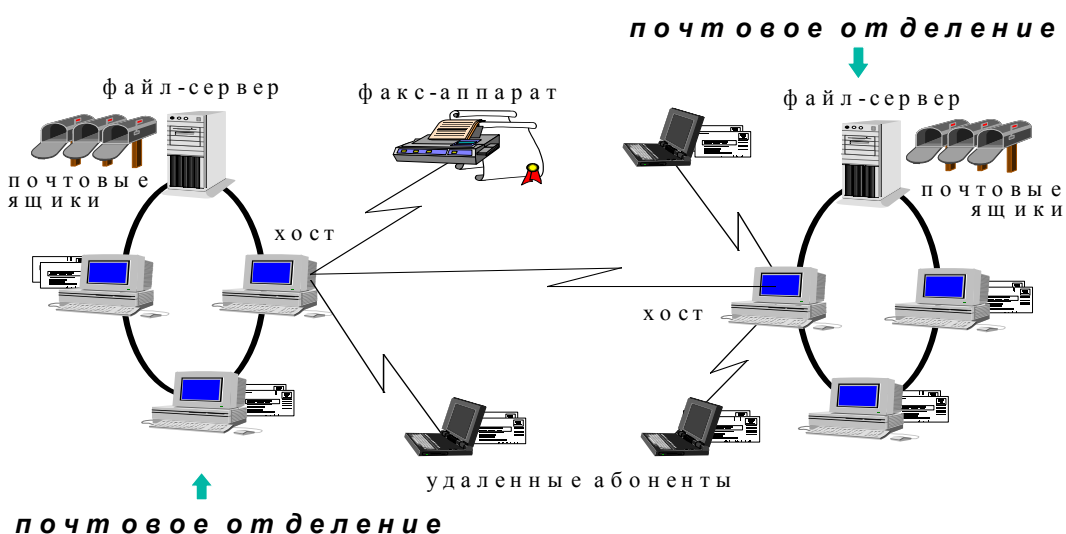 почтовое отделение
файл-сервер
факс-аппарат
файл-сервер
почтовые
ящики
почтовые
ящики
хост
хост
удаленные абоненты
почтовое отделение